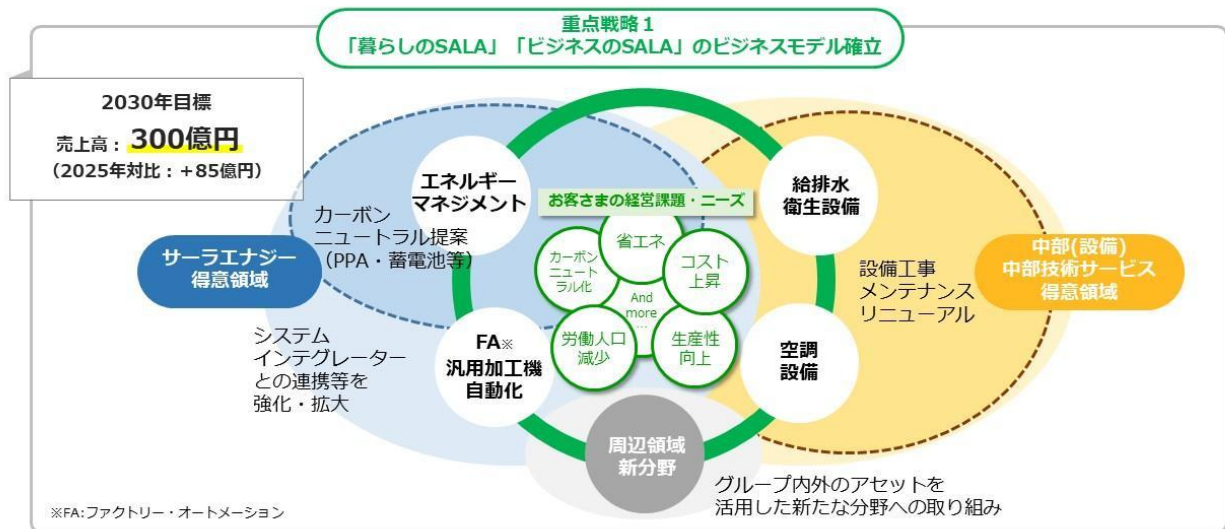 重点戦略1
「暮らしのSALA」「ビジネスのSALA」のビジネスモデル確立
2030年目標
売上高：300億円
（2025年対比：+85億円）
エネルギー
マネジメント
カーボン
ニュートラル提案
（PPA・蓄電池等）
サーラエナジー
得意領域
システム
インテグレーター
との連携等を
強化・拡大
FA※
汎用加工機
自動化
お客さまの経営課題・ニーズ
省エネ
カーボン
ニュート
ラル化
コスト
上昇
And
more
…
労働人口
減少
生産性
向上
給排水
衛生設備
設備工事
メンテナンス
リニューアル
中部(設備)
中部技術サービス
得意領域
空調
設備
周辺領域
新分野
グループ内外のアセットを
活用した新たな分野への取り組み
※FA:ファクトリー・オートメーション